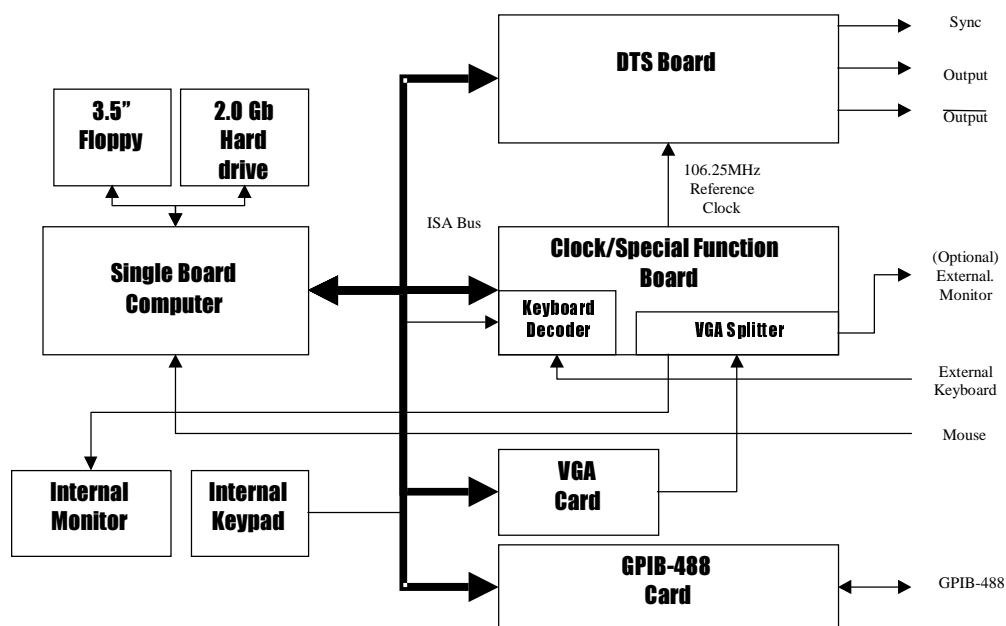 DTS Board
Sync
Output
Output
3.5”
Floppy
2.0 Gb
Hard
drive
106.25MHz
Reference
Clock
ISA Bus
Single Board
Computer
Clock/Special Function
Board
Keyboard
Decoder
VGA Splitter
(Optional)
External.
Monitor
External
Keyboard
Mouse
Internal
Monitor
Internal
Keypad
VGA
Card
GPIB-488
Card
GPIB-488